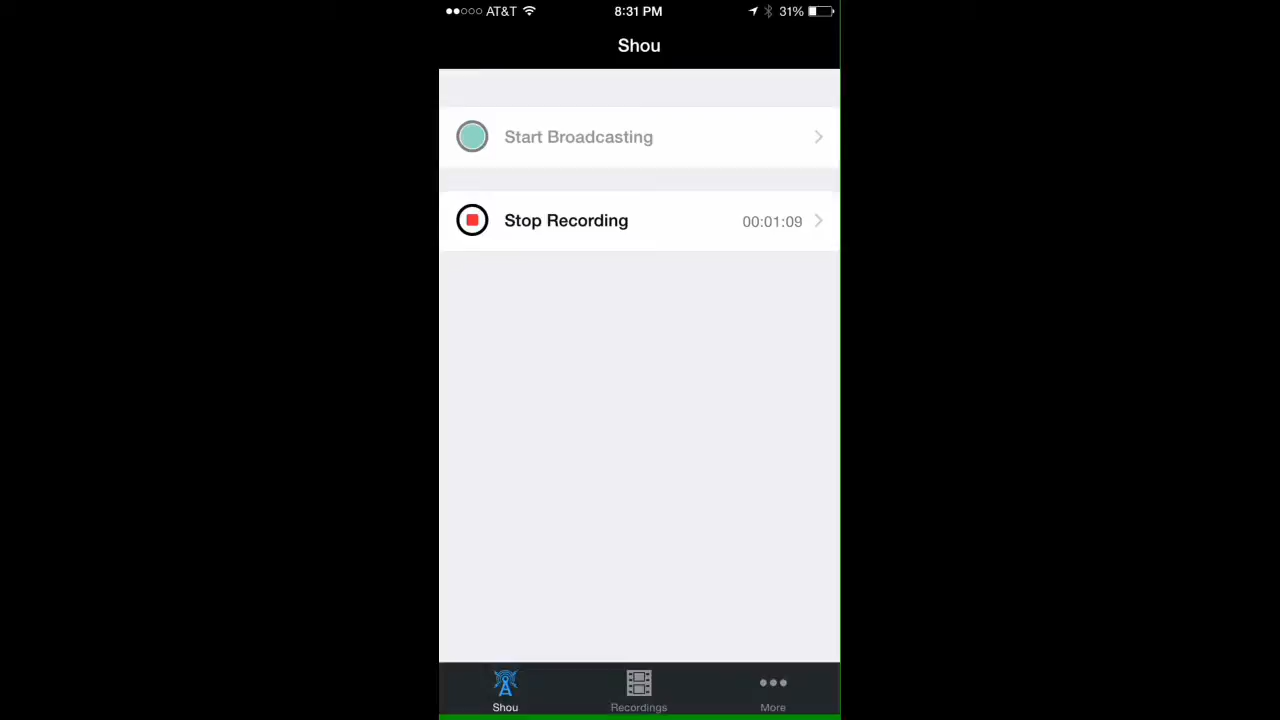 AT&T 8:31 PM 31%
Shou
Start Broadcasting
Stop Recording 00:01:09
Shou Recordings More